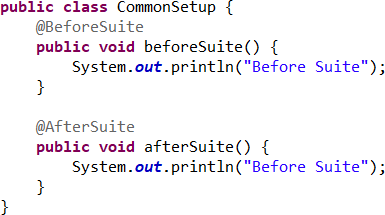 public class CommonSetup {
    @BeforeSuite
    public void beforeSuite() {
        System.out.println("Before Suite");
    }

    @AfterSuite
    public void afterSuite() {
        System.out.println("Before Suite");
    }
}